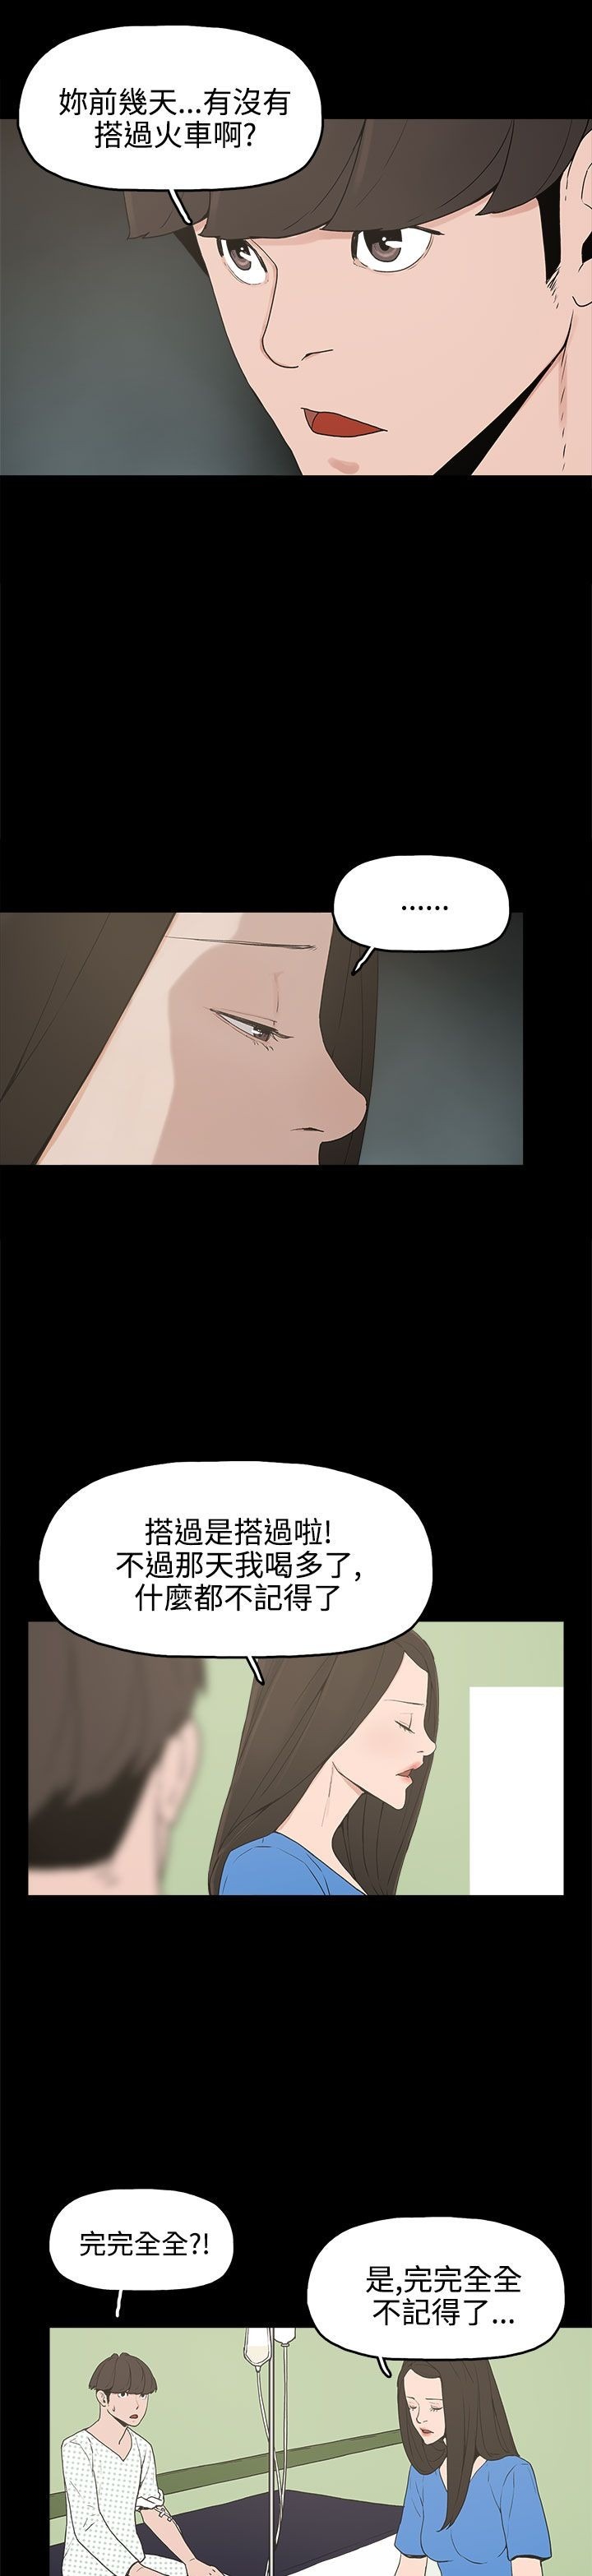 妳前幾天...有沒有
搭過火車啊?
......
搭過是搭過啦!
不過那天我喝多了,
什麼都不記得了
完完全全?!
是,完完全全
不記得了...